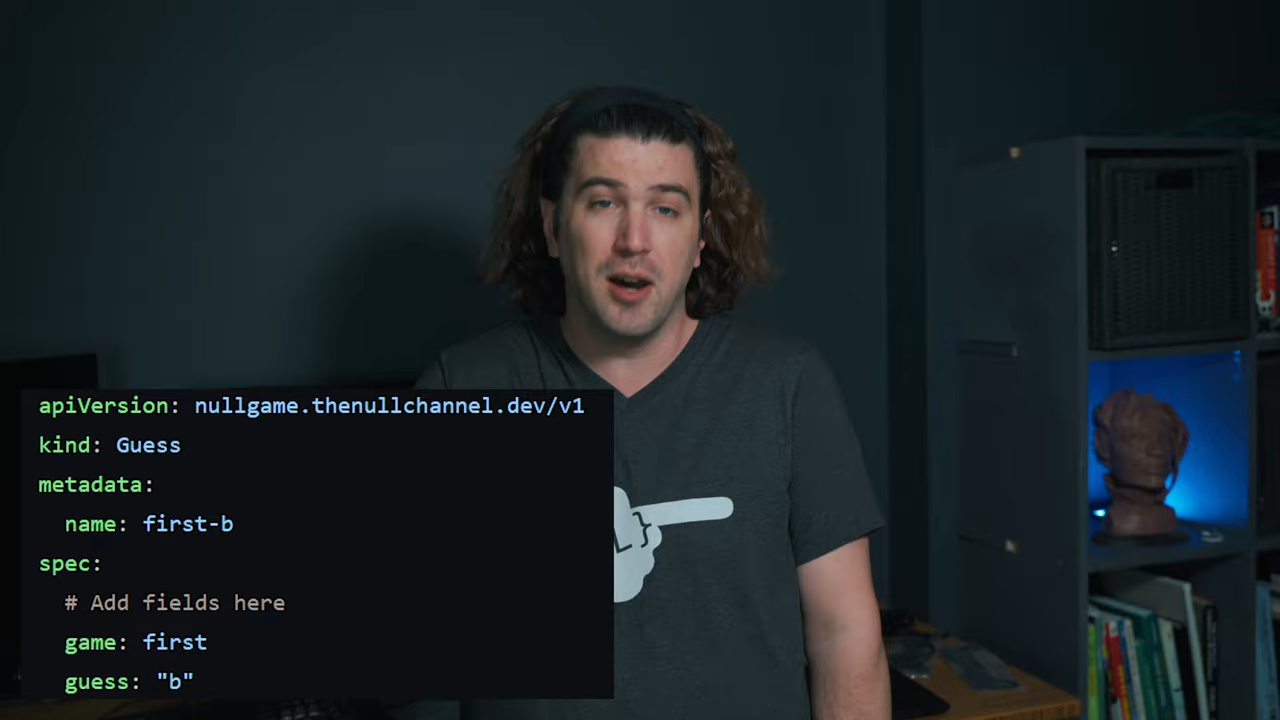 apiVersion: nullgame.thenullchannel.dev/v1
kind: Guess
metadata:
  name: first-b
spec:
  # Add fields here
  game: first
  guess: "b"
L}